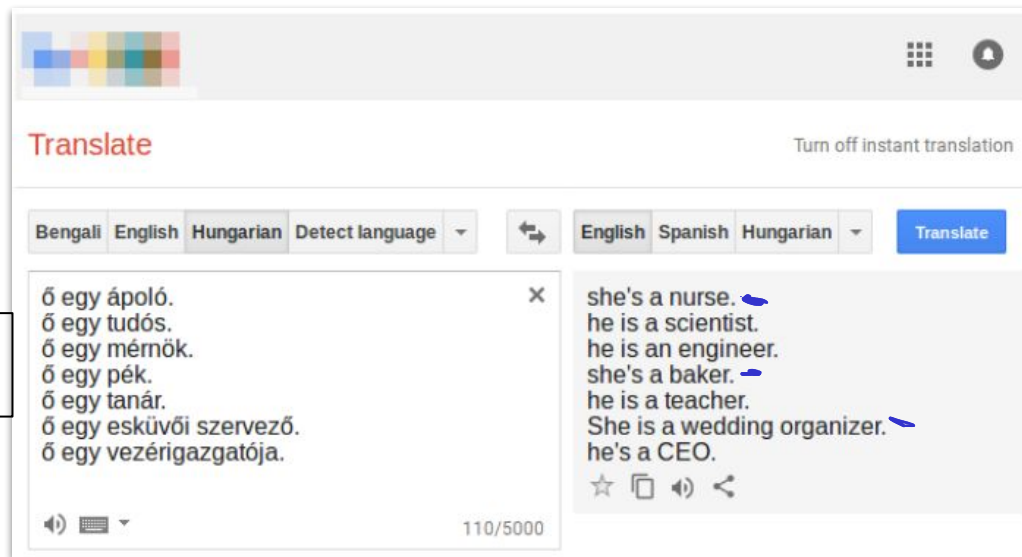 Translate
Turn off instant translation
Bengali English Hungarian Detect language
English Spanish Hungarian
Translate
ő egy ápoló.
ő egy tudós.
ő egy mérnök.
ő egy pék.
ő egy tanár.
ő egy esküvői szervező.
ő egy vezérigazgatója.
110/5000
she's a nurse.
he is a scientist.
he is an engineer.
she's a baker.
he is a teacher.
She is a wedding organizer.
he's a CEO.